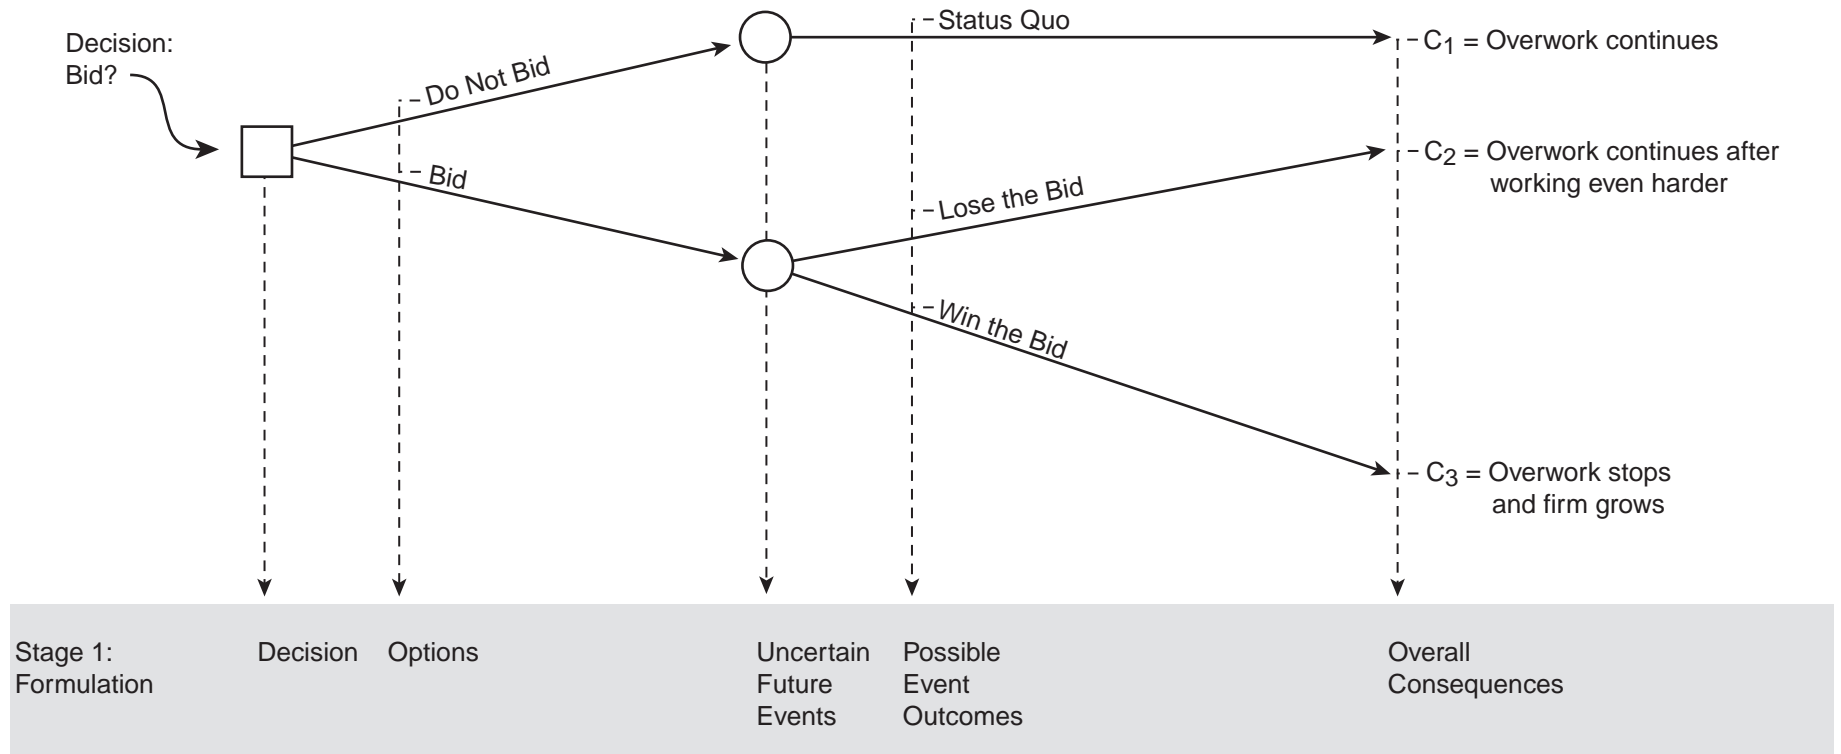 Decision:
Bid?
Do Not Bid
Bid
Status Quo
Lose the Bid
Win the Bid
C1 = Overwork continues
C2 = Overwork continues after
working even harder
C3 = Overwork stops
and firm grows
Stage 1:
Formulation
Decision
Options
Uncertain
Future
Events
Possible
Event
Outcomes
Overall
Consequences